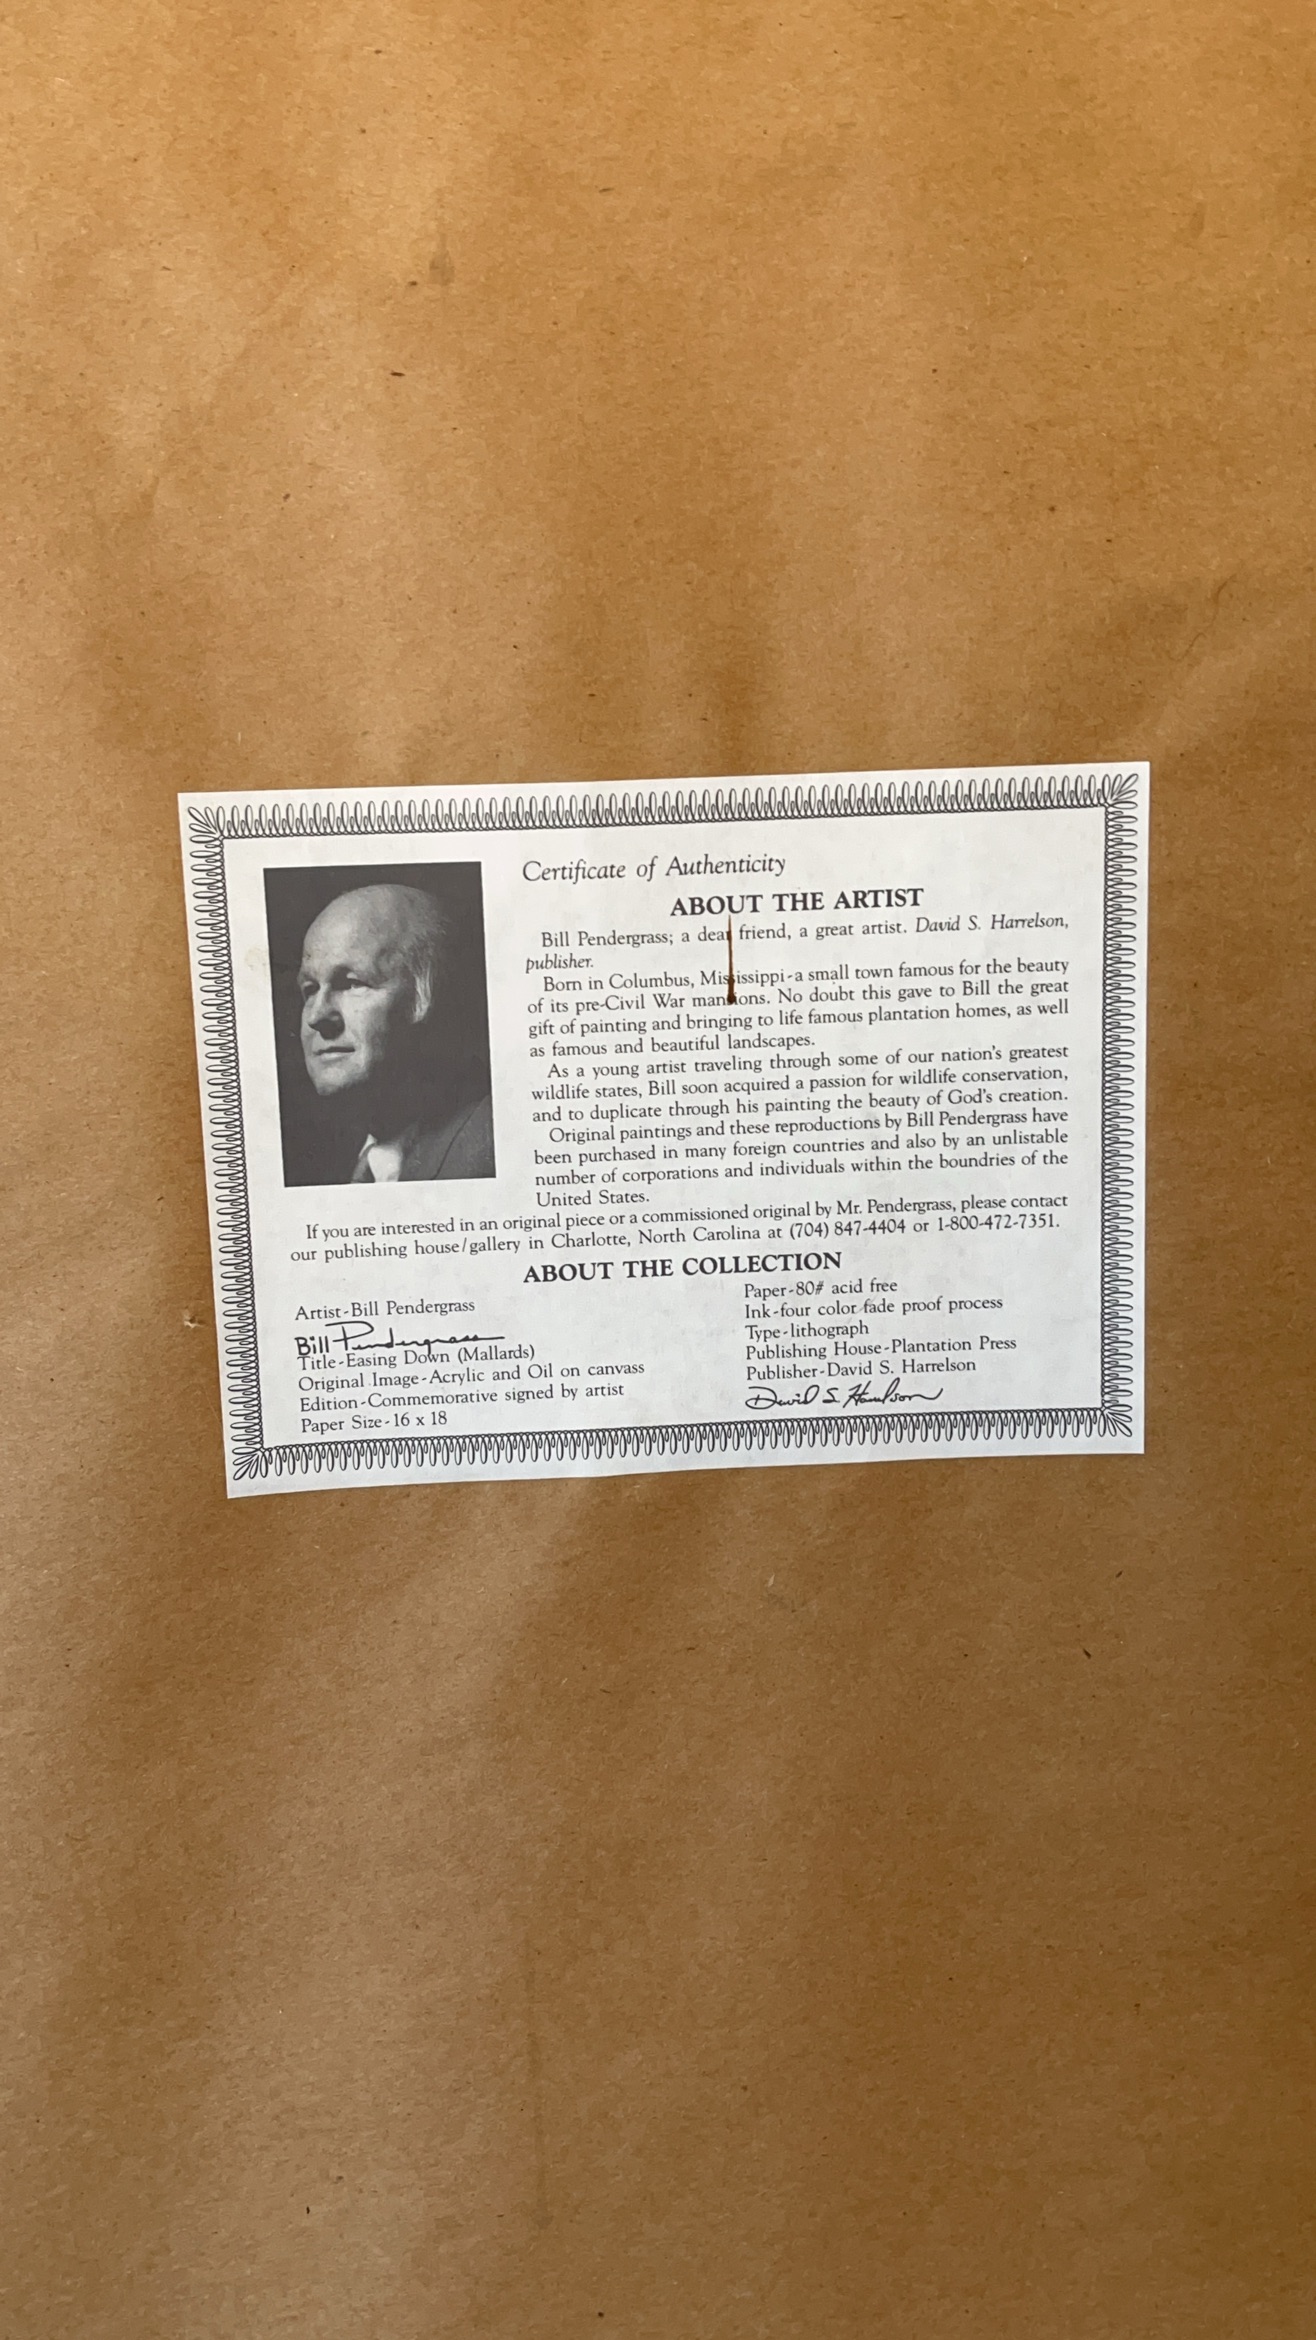 Certificate of Authenticity
ABOUT THE ARTIST
Bill Pendergrass; a dear friend, a great artist. David S. Harrelson,
publisher.
Born in Columbus, Mississippi-a small town famous for the beauty
of its pre-Civil War mansions. No doubt this gave to Bill the great
gift of painting and bringing to life famous plantation homes, as well
as famous and beautiful landscapes.
As a young artist traveling through some of our nation's greatest
wildlife states, Bill soon acquired a passion for wildlife conservation,
and to duplicate through his painting the beauty of God's creation.
Original paintings and these reproductions by Bill Pendergrass have
been purchased in many foreign countries and also by an unlistable
number of corporations and individuals within the boundries of the
United States.
If you are interested in an original piece or a commissioned original by Mr. Pendergrass, please contact
our publishing house/gallery in Charlotte, North Carolina at (704) 847-4404 or 1-800-472-7351.
ABOUT THE COLLECTION
Artist-Bill Pendergrass
Bill Pendergrass
Title-Easing Down (Mallards)
Original Image-Acrylic and Oil on canvass
Edition-Commemorative signed by artist
Paper Size-16 x 18
Paper-80# acid free
Ink-four color fade proof process
Type-lithograph
Publishing House-Plantation Press
Publisher-David S. Harrelson
David S. Harrelson